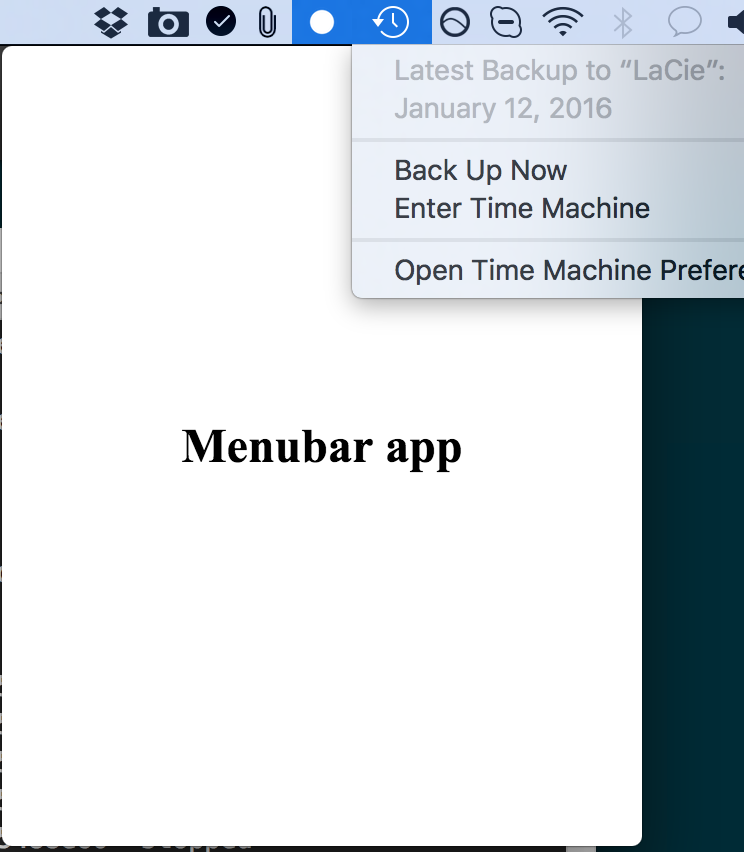 Latest Backup to “LaCie”:
January 12, 2016
Back Up Now
Enter Time Machine
Open Time Machine Prefere
Menubar app